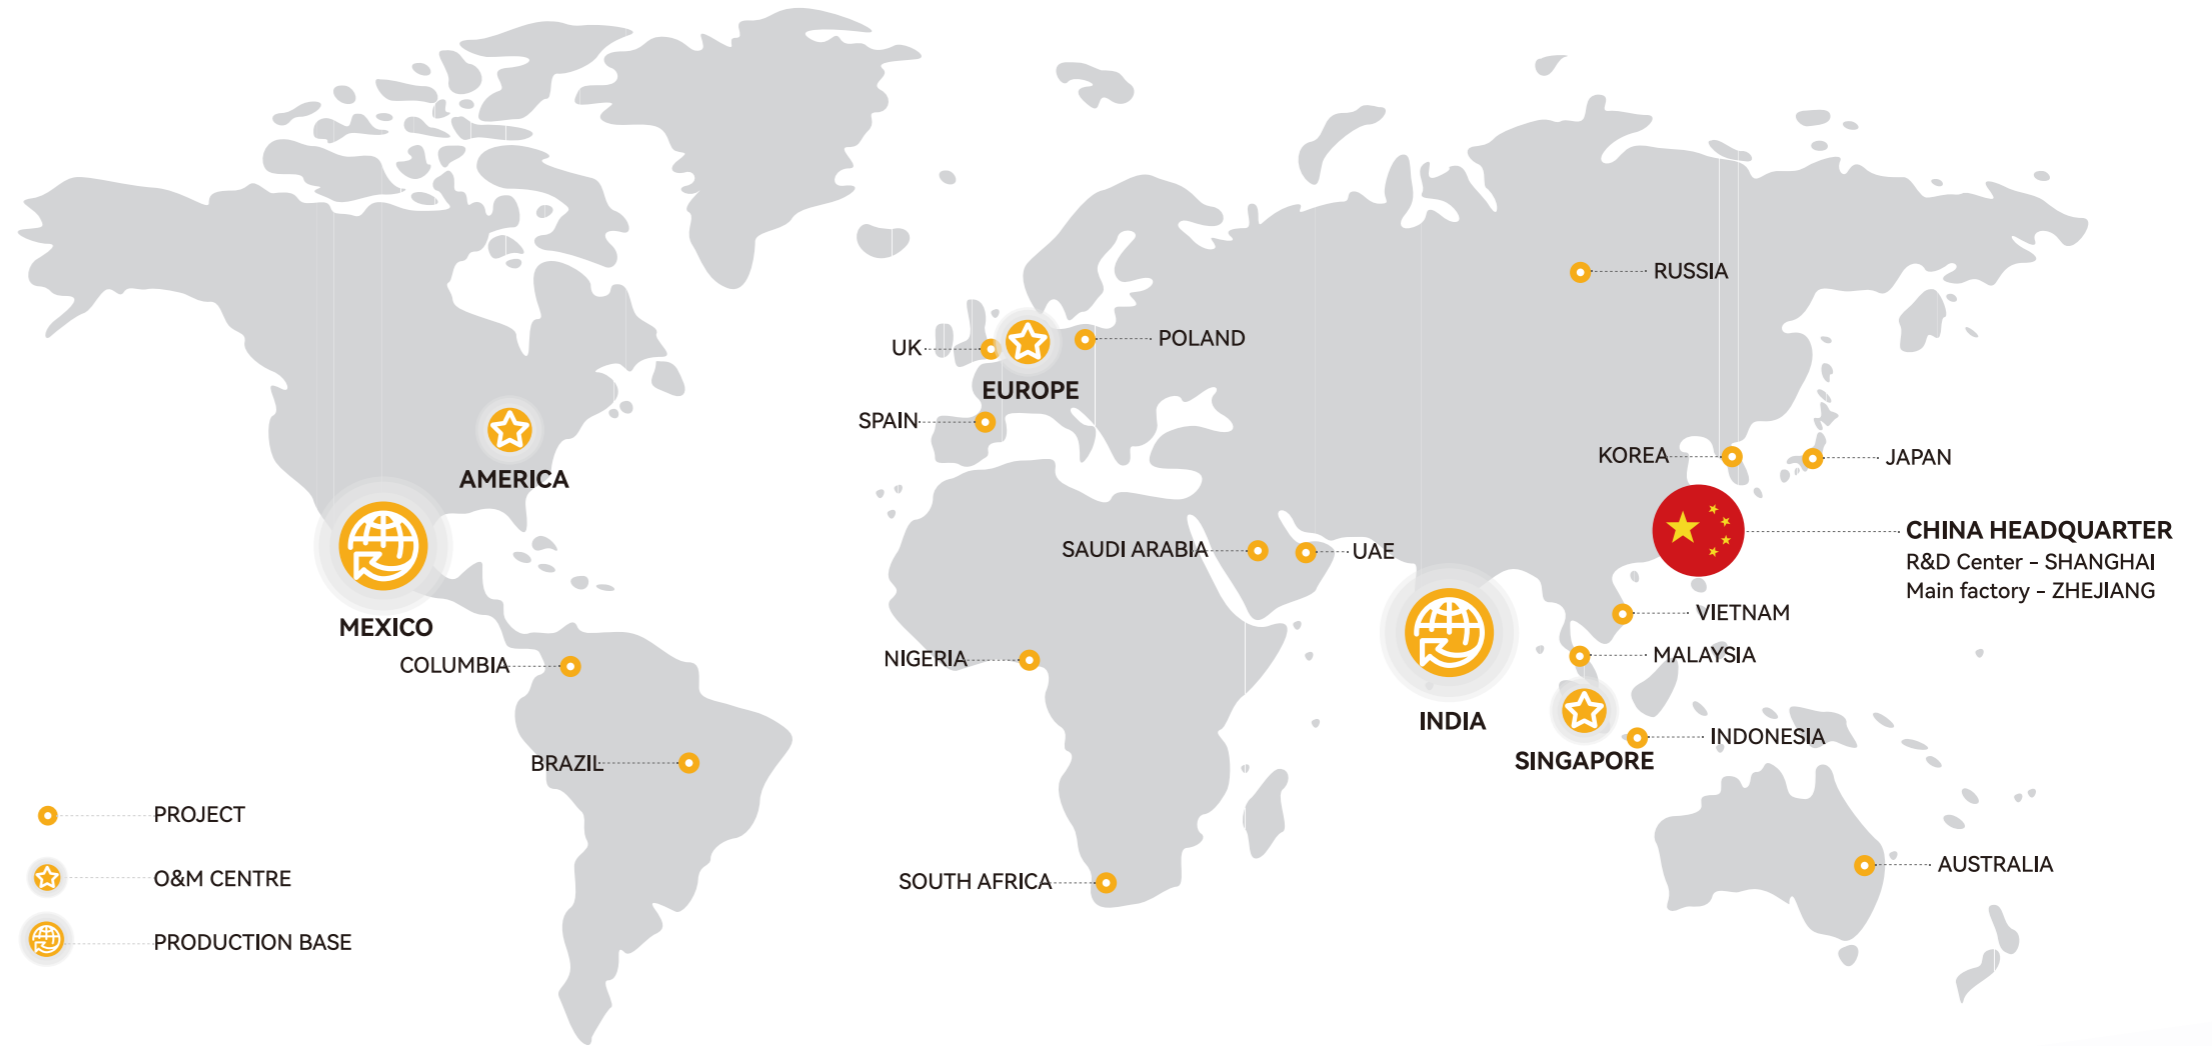 RUSSIA
UK
POLAND
EUROPE
SPAIN
AMERICA
KOREA
JAPAN
CHINA HEADQUARTER
R&D Center - SHANGHAI
Main factory - ZHEJIANG
SAUDI ARABIA
UAE
MEXICO
VIETNAM
COLUMBIA
NIGERIA
MALAYSIA
INDIA
INDONESIA
SINGAPORE
BRAZIL
PROJECT
O&M CENTRE
PRODUCTION BASE
SOUTH AFRICA
AUSTRALIA